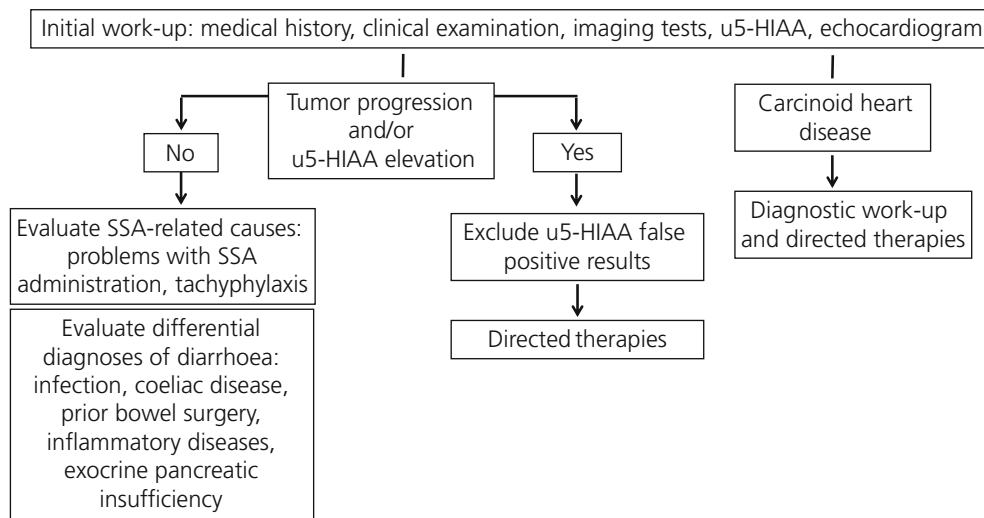 Initial work-up: medical history, clinical examination, imaging tests, u5-HIAA, echocardiogram
Tumor progression
and/or
u5-HIAA elevation
No
Yes
Carcinoid heart
disease
Evaluate SSA-related causes:
problems with SSA
administration, tachyphylaxis
Exclude u5-HIAA false
positive results
Diagnostic work-up
and directed therapies
Evaluate differential
diagnoses of diarrhoea:
infection, coeliac disease,
prior bowel surgery,
inflammatory diseases,
exocrine pancreatic
insufficiency
Directed therapies